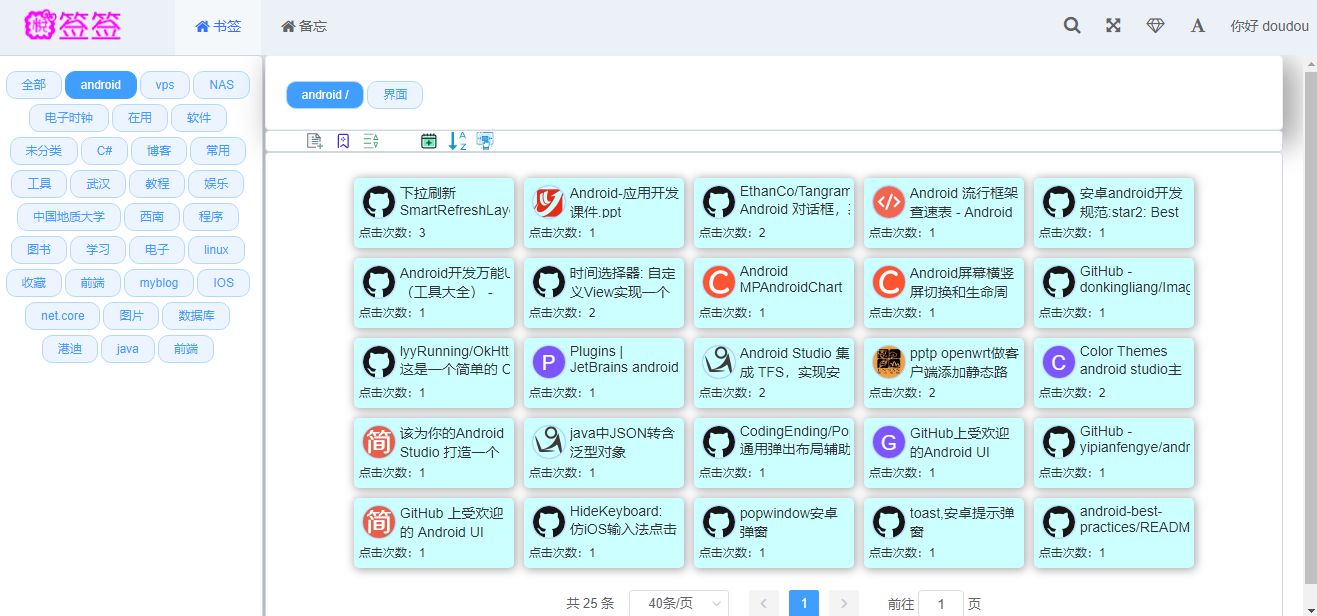 签签 书签 备忘 你好 doudou
全部 android vps NAS
电子时钟 在用 软件
未分类 C# 博客 常用
工具 武汉 教程 娱乐
中国地质大学 西南 程序
图书 学习 电子 linux
收藏 前端 myblog IOS
net.core 图片 数据库
港迪 java 前端
android / 界面
下拉刷新
SmartRefreshLay
点击次数：3
Android-应用开发
课件.ppt
点击次数：1
EthanCo/Tangram
Android 对话框，
点击次数：2
Android 流行框架
查速表 - Android
点击次数：1
安卓android开发
规范:star2: Best
点击次数：1
Android开发万能U
（工具大全） -
点击次数：1
时间选择器: 自定
义View实现一个
点击次数：2
Android
MPAndroidChart
点击次数：1
Android屏幕横竖
屏切换和生命周
点击次数：1
GitHub -
donkingliang/Imag
点击次数：1
lyyRunning/OkHtt
这是一个简单的 O
点击次数：1
Plugins |
JetBrains android
点击次数：1
Android Studio 集
成 TFS，实现安
点击次数：2
pptp openwrt做客
户端添加静态路
点击次数：2
Color Themes
android studio主
点击次数：2
该为你的Android
Studio 打造一个
点击次数：1
java中JSON转含
泛型对象
点击次数：1
CodingEnding/Po
通用弹出布局辅助
点击次数：1
GitHub上受欢迎
的Android UI
点击次数：1
GitHub -
yipianfengye/andr
点击次数：1
GitHub 上受欢迎
的 Android UI
点击次数：1
HideKeyboard:
仿iOS输入法点击
点击次数：1
popwindow安卓
弹窗
点击次数：1
toast,安卓提示弹
窗
点击次数：1
android-best-
practices/READM
点击次数：1
共 25 条 40条/页 1 前往 1 页